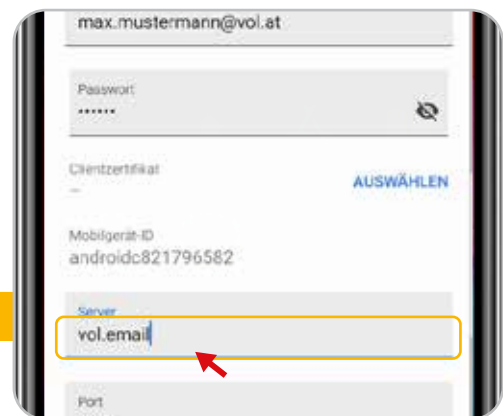 max.mustermann@vol.at
Passwort
••••••
Clientzertifikat
–
AUSWÄHLEN
Mobilgerät-ID
androidc821796582
Server
vol.email
Port